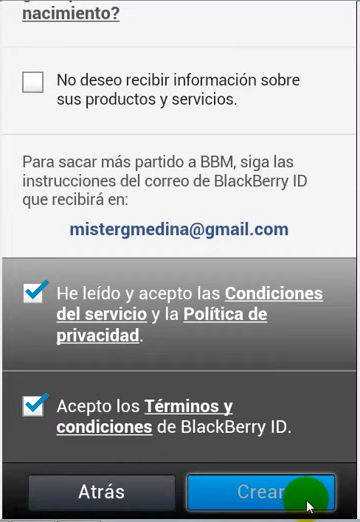 nacimiento?
No deseo recibir información sobre
sus productos y servicios.
Para sacar más partido a BBM, siga las
instrucciones del correo de BlackBerry ID
que recibirá en:
mistergmedina@gmail.com
He leído y acepto las Condiciones
del servicio y la Política de
privacidad.
Acepto los Términos y
condiciones de BlackBerry ID.
Atrás
Crear